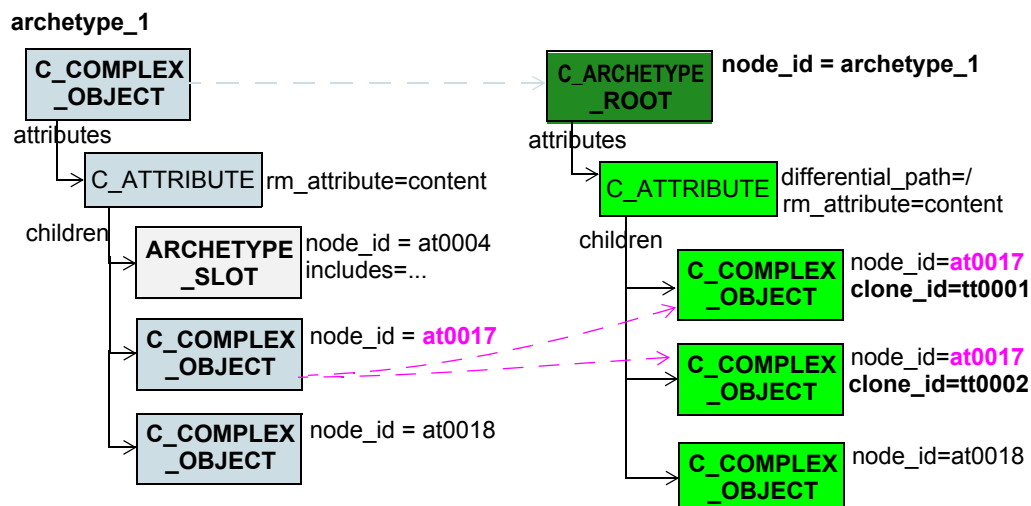 archetype_1
C_COMPLEX
_OBJECT
attributes
C_ATTRIBUTE
rm_attribute=content
children
ARCHETYPE
_SLOT
node_id = at0004
includes=...
C_COMPLEX
_OBJECT
node_id = at0017
C_COMPLEX
_OBJECT
node_id = at0018
C_ARCHETYPE
_ROOT
node_id = archetype_1
attributes
C_ATTRIBUTE
differential_path=/
rm_attribute=content
children
C_COMPLEX
_OBJECT
node_id=at0017
clone_id=tt0001
C_COMPLEX
_OBJECT
node_id=at0017
clone_id=tt0002
C_COMPLEX
_OBJECT
node_id=at0018